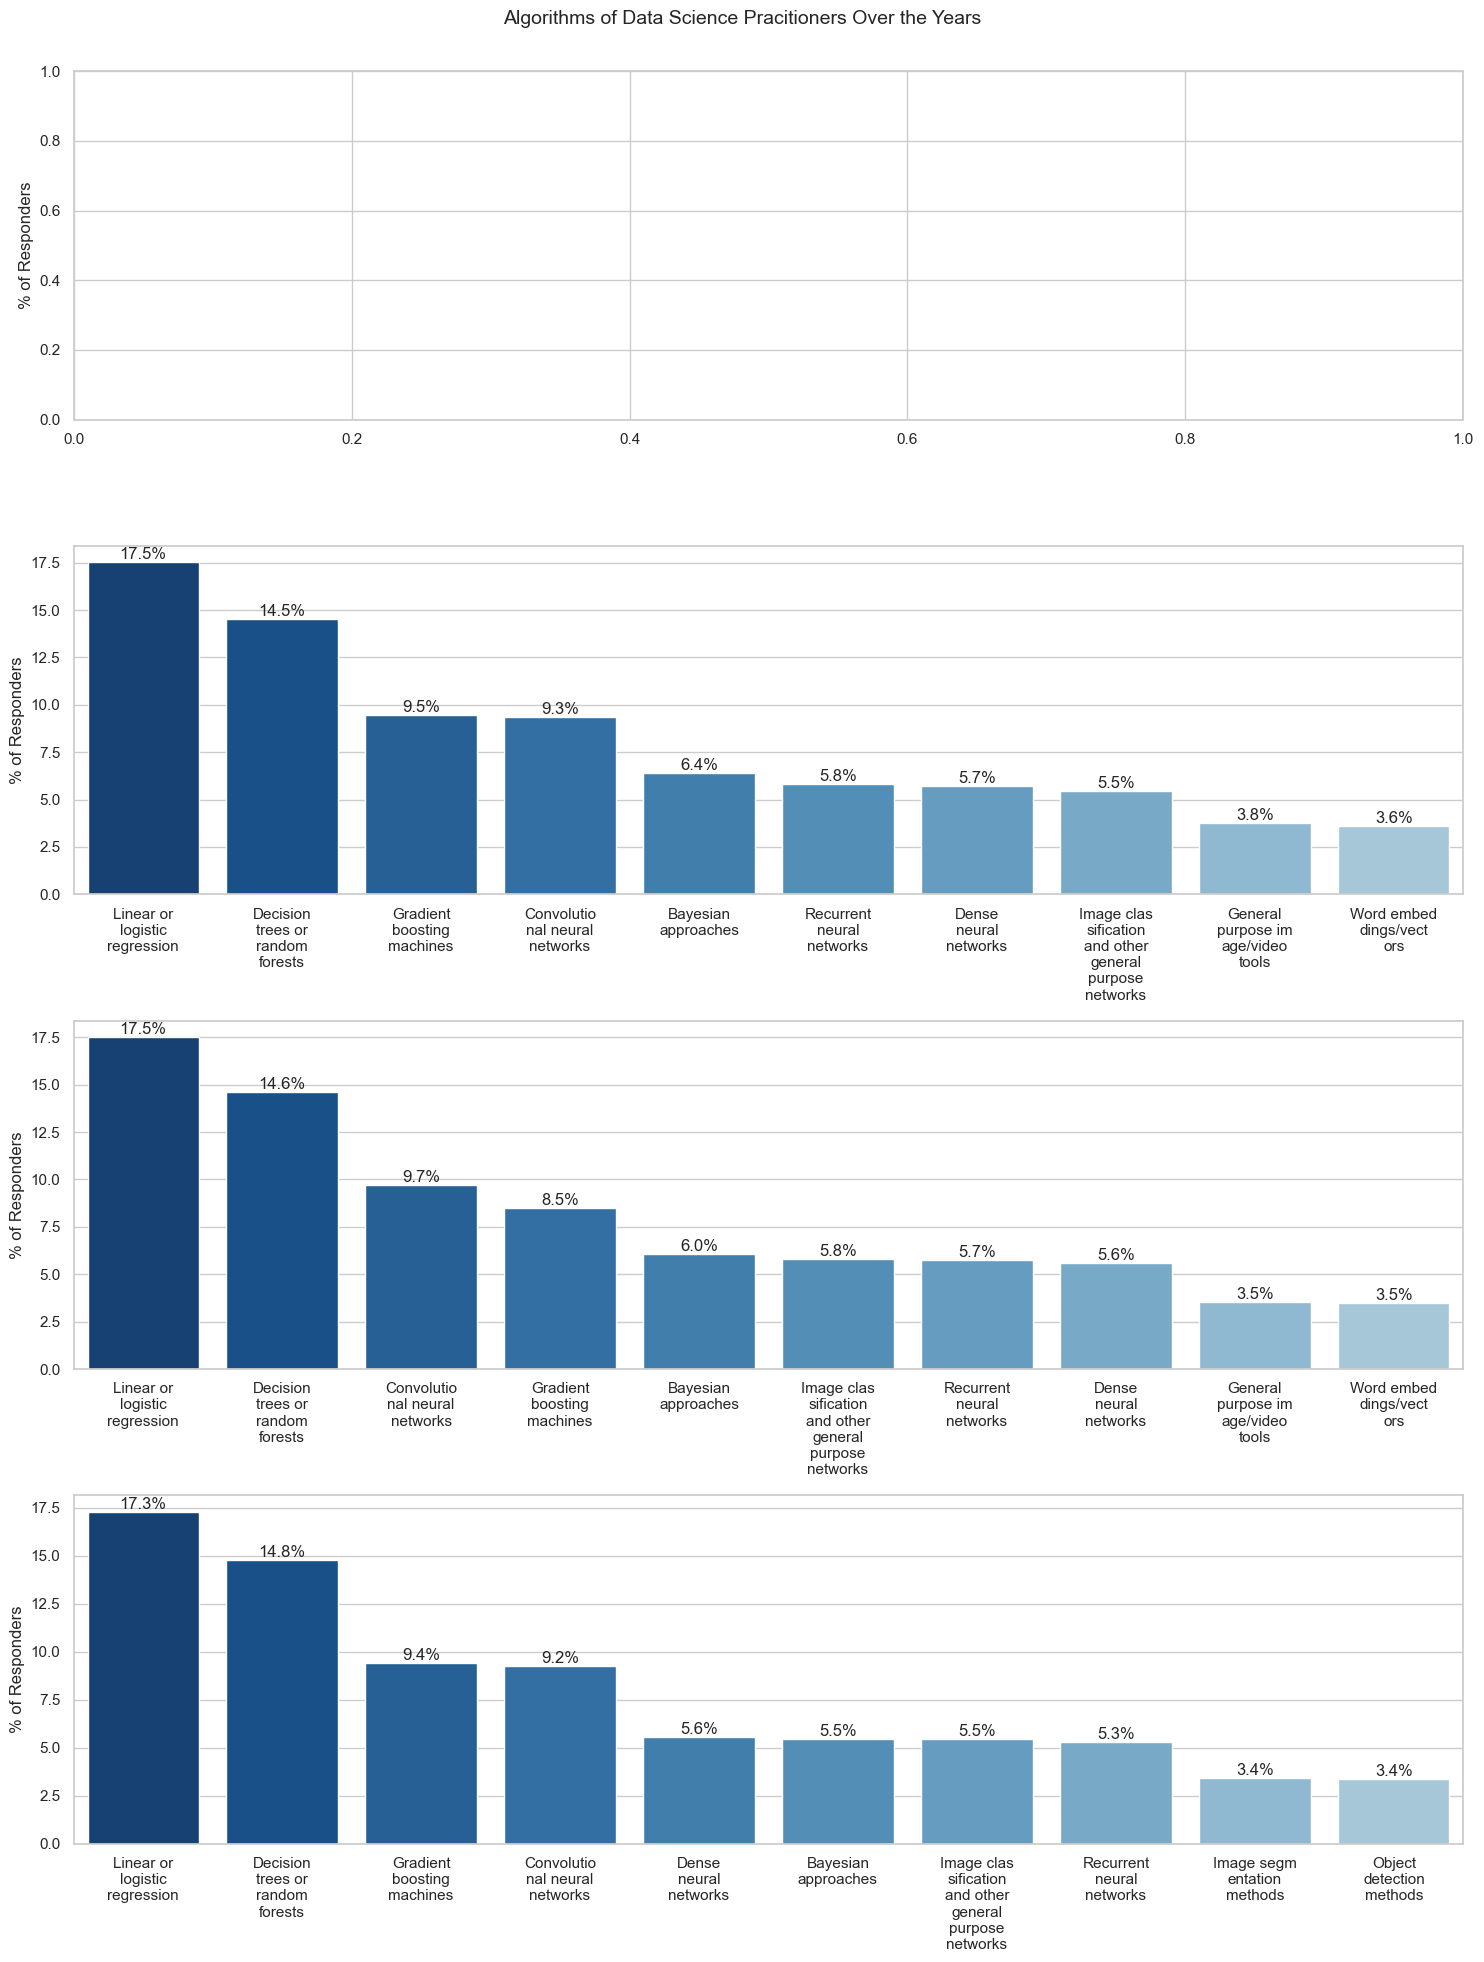 Algorithms of Data Science Pracitioners Over the Years
% of Responders
1.0
0.8
0.6
0.4
0.2
0.0
0.0 0.2 0.4 0.6 0.8 1.0
% of Responders
17.5
15.0
12.5
10.0
7.5
5.0
2.5
0.0
17.5% 14.5% 9.5% 9.3% 6.4% 5.8% 5.7% 5.5% 3.8% 3.6%
Linear or
logistic
regression
Decision
trees or
random
forests
Gradient
boosting
machines
Convolutio
nal neural
networks
Bayesian
approaches
Recurrent
neural
networks
Dense
neural
networks
Image clas
sification
and other
general
purpose
networks
General
purpose im
age/video
tools
Word embed
dings/vect
ors
% of Responders
17.5
15.0
12.5
10.0
7.5
5.0
2.5
0.0
17.5% 14.6% 9.7% 8.5% 6.0% 5.8% 5.7% 5.6% 3.5% 3.5%
Linear or
logistic
regression
Decision
trees or
random
forests
Convolutio
nal neural
networks
Gradient
boosting
machines
Bayesian
approaches
Image clas
sification
and other
general
purpose
networks
Recurrent
neural
networks
Dense
neural
networks
General
purpose im
age/video
tools
Word embed
dings/vect
ors
% of Responders
17.5
15.0
12.5
10.0
7.5
5.0
2.5
0.0
17.3% 14.8% 9.4% 9.2% 5.6% 5.5% 5.5% 5.3% 3.4% 3.4%
Linear or
logistic
regression
Decision
trees or
random
forests
Gradient
boosting
machines
Convolutio
nal neural
networks
Dense
neural
networks
Bayesian
approaches
Image clas
sification
and other
general
purpose
networks
Recurrent
neural
networks
Image segm
entation
methods
Object
detection
methods